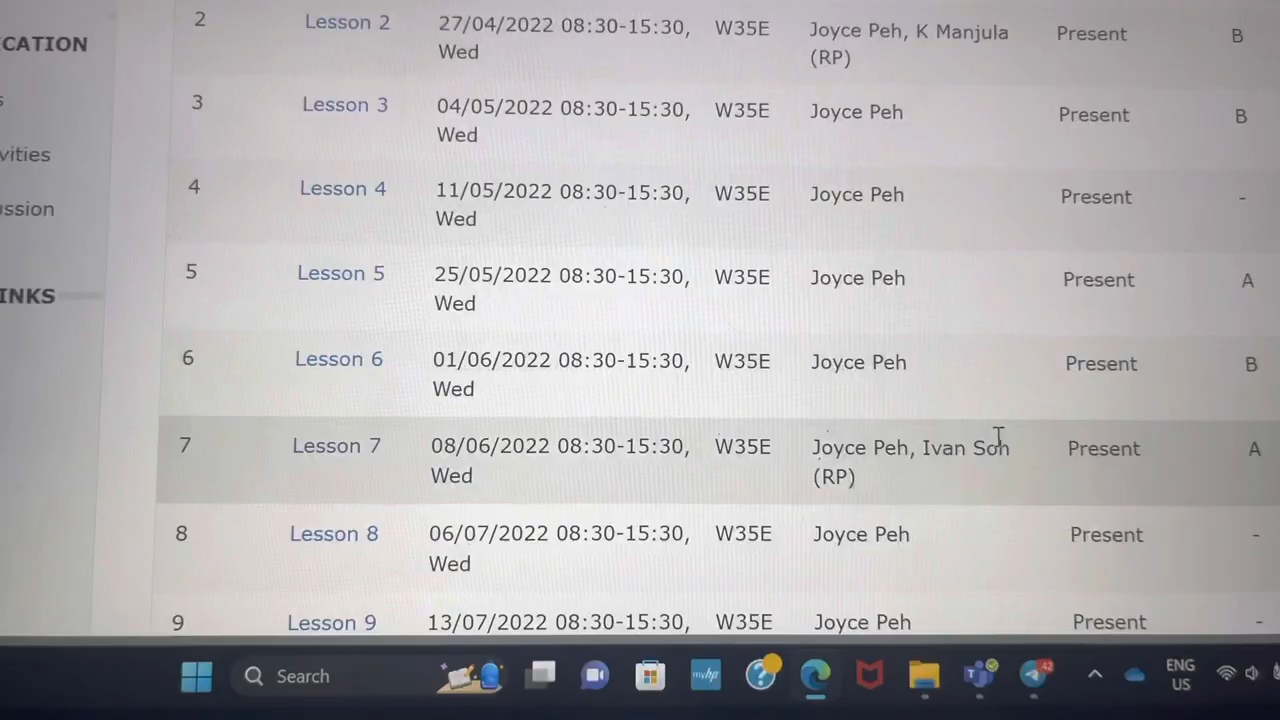 2 Lesson 2 27/04/2022 08:30-15:30, W35E Joyce Peh, K Manjula Present B
Wed (RP)
CATION
3 Lesson 3 04/05/2022 08:30-15:30, W35E Joyce Peh Present B
Wed
vities
4 Lesson 4 11/05/2022 08:30-15:30, W35E Joyce Peh Present -
Wed
ussion
5 Lesson 5 25/05/2022 08:30-15:30, W35E Joyce Peh Present A
Wed
INKS
6 Lesson 6 01/06/2022 08:30-15:30, W35E Joyce Peh Present B
Wed
7 Lesson 7 08/06/2022 08:30-15:30, W35E Joyce Peh, Ivan Soh Present A
Wed (RP)
8 Lesson 8 06/07/2022 08:30-15:30, W35E Joyce Peh Present -
Wed
9 Lesson 9 13/07/2022 08:30-15:30, W35E Joyce Peh Present -
Search myhp 42 ENG
US